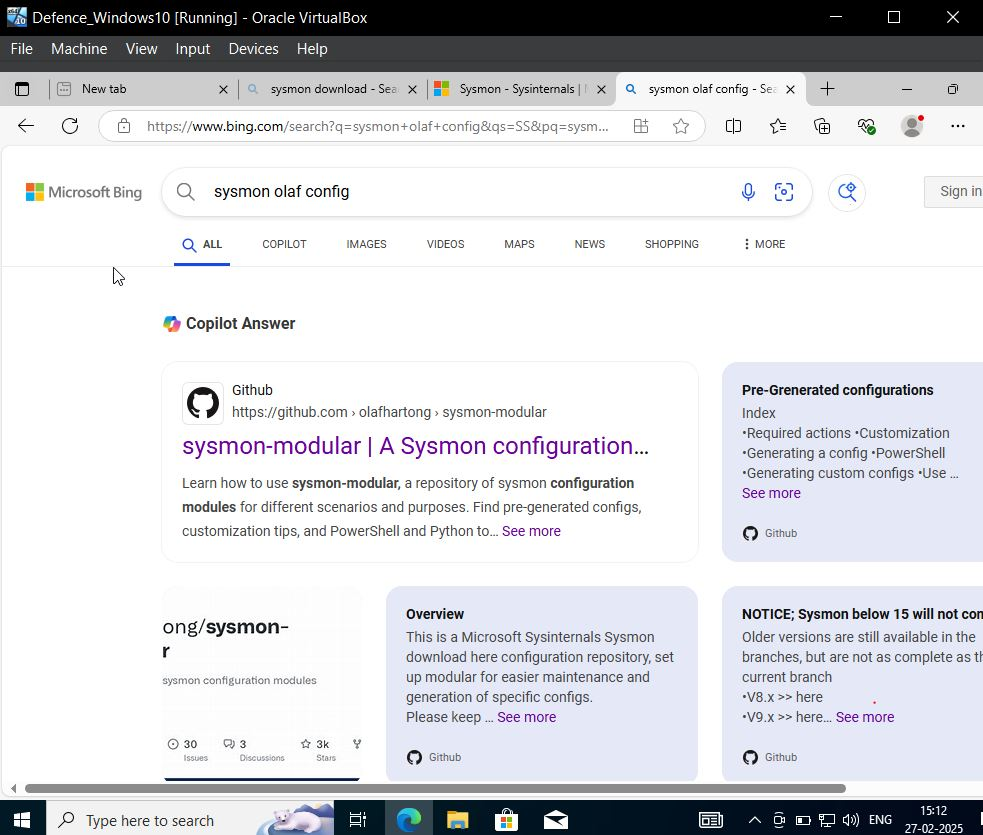 Defence_Windows10 [Running] - Oracle VirtualBox
File Machine View Input Devices Help
New tab
sysmon download - Sea
Sysmon - Sysinternals |
sysmon olaf config - Sea
https://www.bing.com/search?q=sysmon+olaf+config&qs=SS&pq=sysm...
Microsoft Bing
sysmon olaf config
Sign in
ALL COPILOT IMAGES VIDEOS MAPS NEWS SHOPPING MORE
Copilot Answer
Github
https://github.com › olafhartong › sysmon-modular
sysmon-modular | A Sysmon configuration…
Learn how to use sysmon-modular, a repository of sysmon configuration
modules for different scenarios and purposes. Find pre-generated configs,
customization tips, and PowerShell and Python to… See more
Pre-Grenerated configurations
Index
•Required actions •Customization
•Generating a config •PowerShell
•Generating custom configs •Use ...
See more
Github
ong/sysmon-
r
sysmon configuration modules
30
Issues
3
Discussions
3k
Stars
Overview
This is a Microsoft Sysinternals Sysmon
download here configuration repository, set
up modular for easier maintenance and
generation of specific configs.
Please keep ... See more
Github
NOTICE; Sysmon below 15 will not con
Older versions are still available in the
branches, but are not as complete as th
current branch
•V8.x >> here
•V9.x >> here... See more
Github
Type here to search
ENG
15:12
27-02-2025